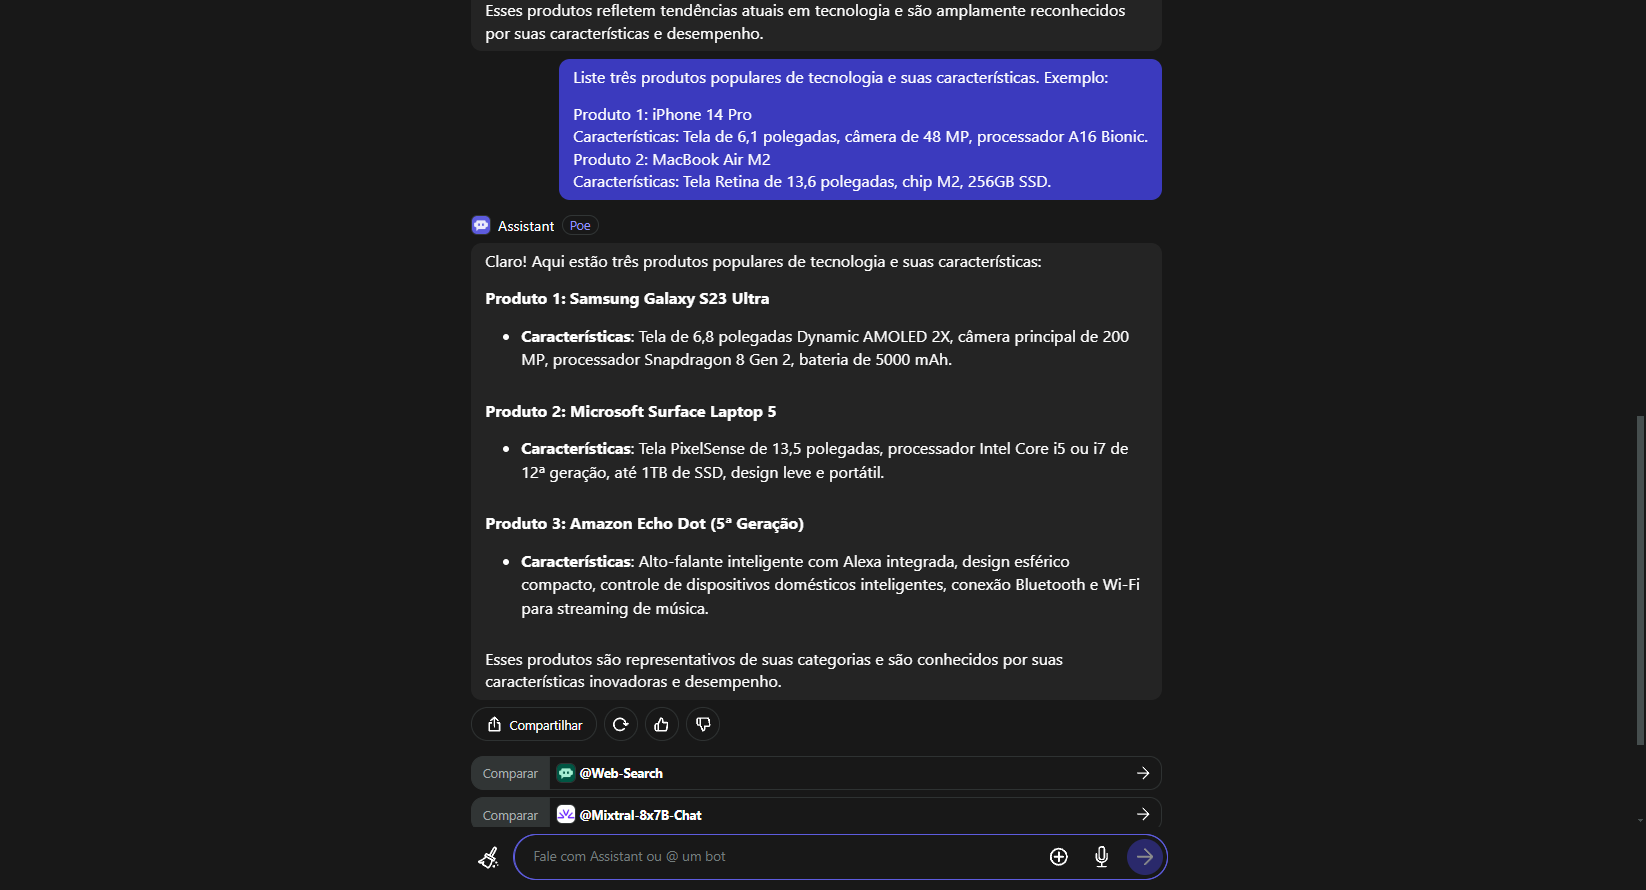 Esses produtos refletem tendências atuais em tecnologia e são amplamente reconhecidos
por suas características e desempenho.
Liste três produtos populares de tecnologia e suas características. Exemplo:
Produto 1: iPhone 14 Pro
Características: Tela de 6,1 polegadas, câmera de 48 MP, processador A16 Bionic.
Produto 2: MacBook Air M2
Características: Tela Retina de 13,6 polegadas, chip M2, 256GB SSD.
Assistant Poe
Claro! Aqui estão três produtos populares de tecnologia e suas características:
Produto 1: Samsung Galaxy S23 Ultra
• Características: Tela de 6,8 polegadas Dynamic AMOLED 2X, câmera principal de 200
MP, processador Snapdragon 8 Gen 2, bateria de 5000 mAh.
Produto 2: Microsoft Surface Laptop 5
• Características: Tela PixelSense de 13,5 polegadas, processador Intel Core i5 ou i7 de
12ª geração, até 1TB de SSD, design leve e portátil.
Produto 3: Amazon Echo Dot (5ª Geração)
• Características: Alto-falante inteligente com Alexa integrada, design esférico
compacto, controle de dispositivos domésticos inteligentes, conexão Bluetooth e Wi-Fi
para streaming de música.
Esses produtos são representativos de suas categorias e são conhecidos por suas
características inovadoras e desempenho.
Compartilhar
Comparar @Web-Search
Comparar @Mixtral-8x7B-Chat
Fale com Assistant ou @ um bot